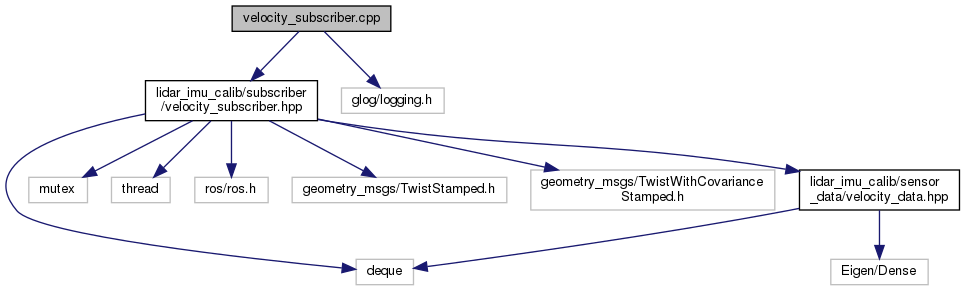 velocity_subscriber.cpp
lidar_imu_calib/subscriber
/velocity_subscriber.hpp
glog/logging.h
mutex
thread
ros/ros.h
geometry_msgs/TwistStamped.h
geometry_msgs/TwistWithCovariance
Stamped.h
lidar_imu_calib/sensor
_data/velocity_data.hpp
deque
Eigen/Dense